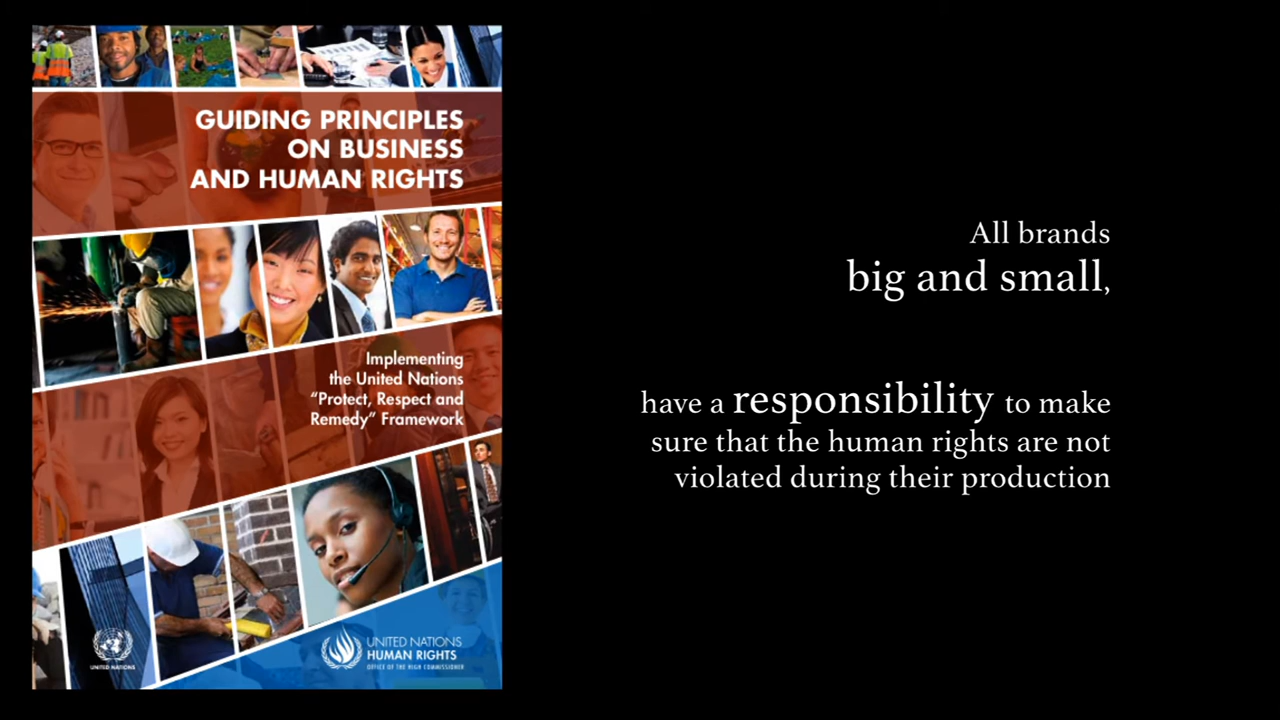 GUIDING PRINCIPLES
ON BUSINESS
AND HUMAN RIGHTS
Implementing
the United Nations
“Protect, Respect and
Remedy” Framework
UNITED NATIONS
UNITED NATIONS
HUMAN RIGHTS
OFFICE OF THE HIGH COMMISSIONER
All brands
big and small,
have a responsibility to make
sure that the human rights are not
violated during their production